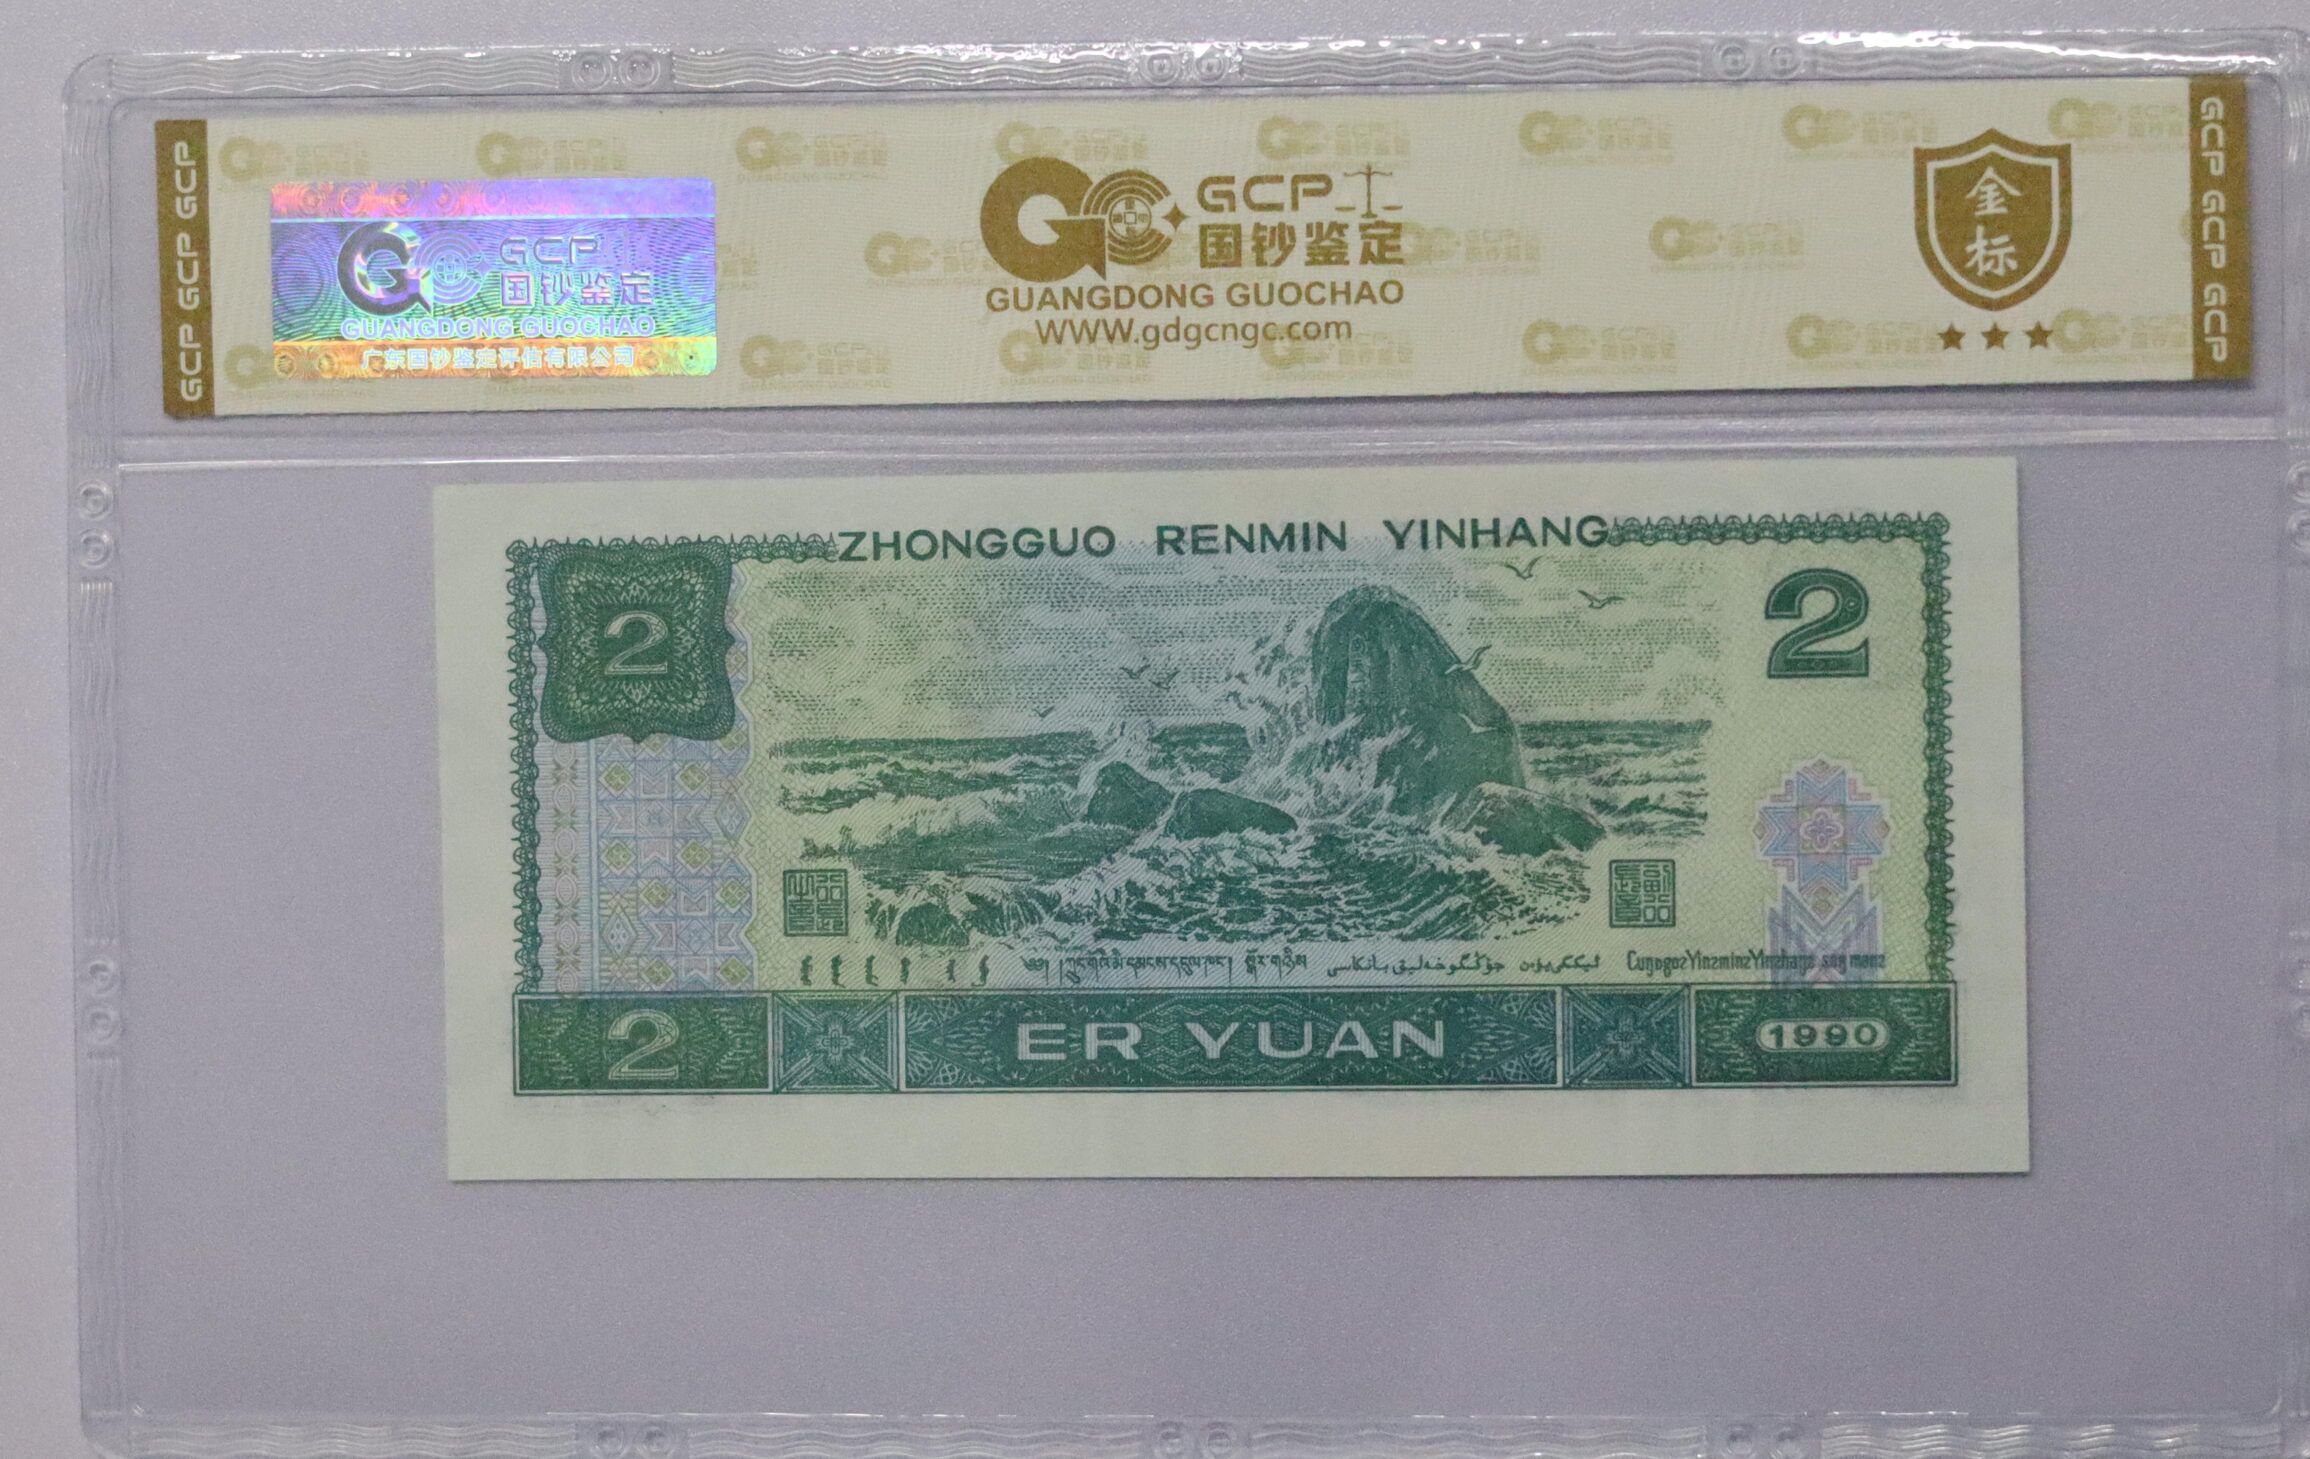 GCP GCP GCP
GCP
国钞鉴定
GUANGDONG GUOCHAO
广东国钞鉴定评估有限公司
GCP
国钞鉴定
GUANGDONG GUOCHAO
WWW.gdgcngc.com
金标
GCP GCP GCP
ZHONGGUO RENMIN YINHANG
2
2
2
ER YUAN
1990